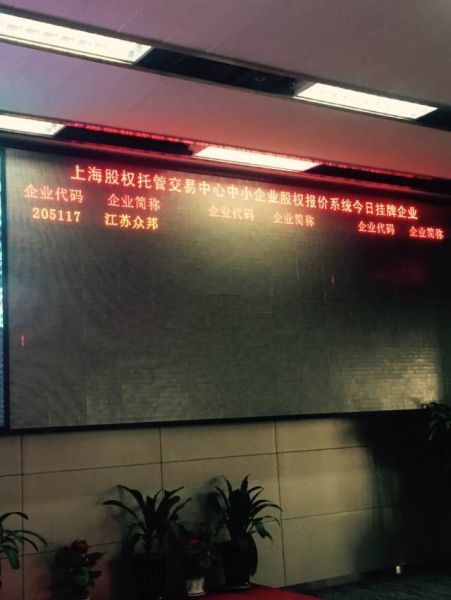 上海股权托管交易中心中小企业股权报价系统今日挂牌企业
企业代码 企业简称 企业代码 企业简称 企业代码 企业简称
205117 江苏众邦